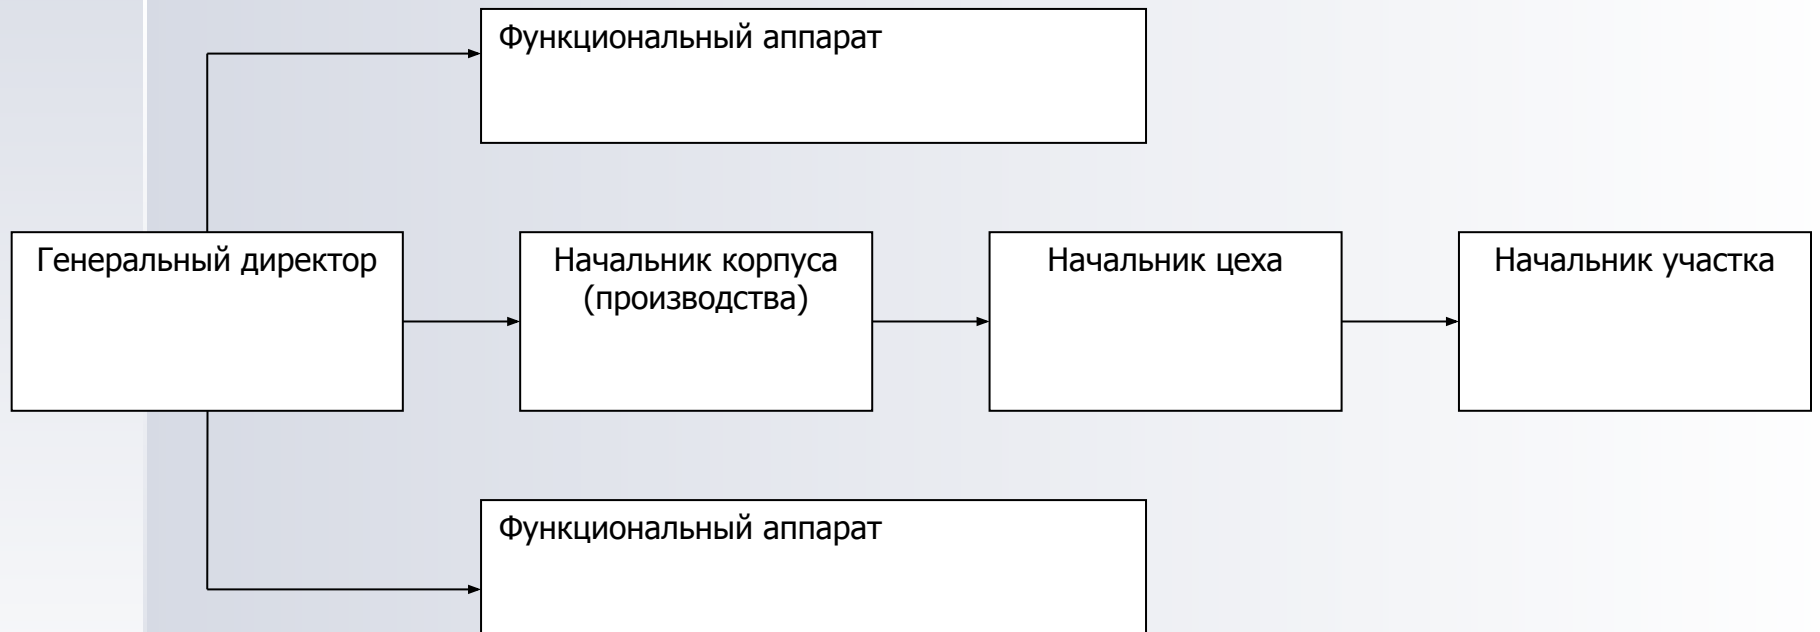 Функциональный аппарат
Генеральный директор
Начальник корпуса
(производства)
Начальник цеха
Начальник участка
Функциональный аппарат